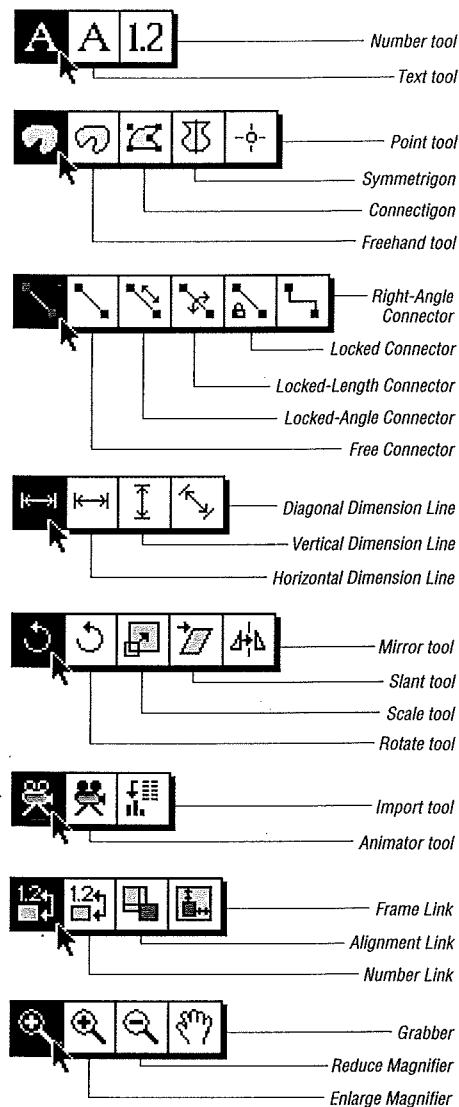 A A 1.2
Number tool
Text tool
Point tool
Symmetrigon
Connectigon
Freehand tool
Right-Angle
Connector
Locked Connector
Locked-Length Connector
Locked-Angle Connector
Free Connector
Diagonal Dimension Line
Vertical Dimension Line
Horizontal Dimension Line
Mirror tool
Slant tool
Scale tool
Rotate tool
Import tool
Animator tool
1.2 1.2
Frame Link
Alignment Link
Number Link
Grabber
Reduce Magnifier
Enlarge Magnifier